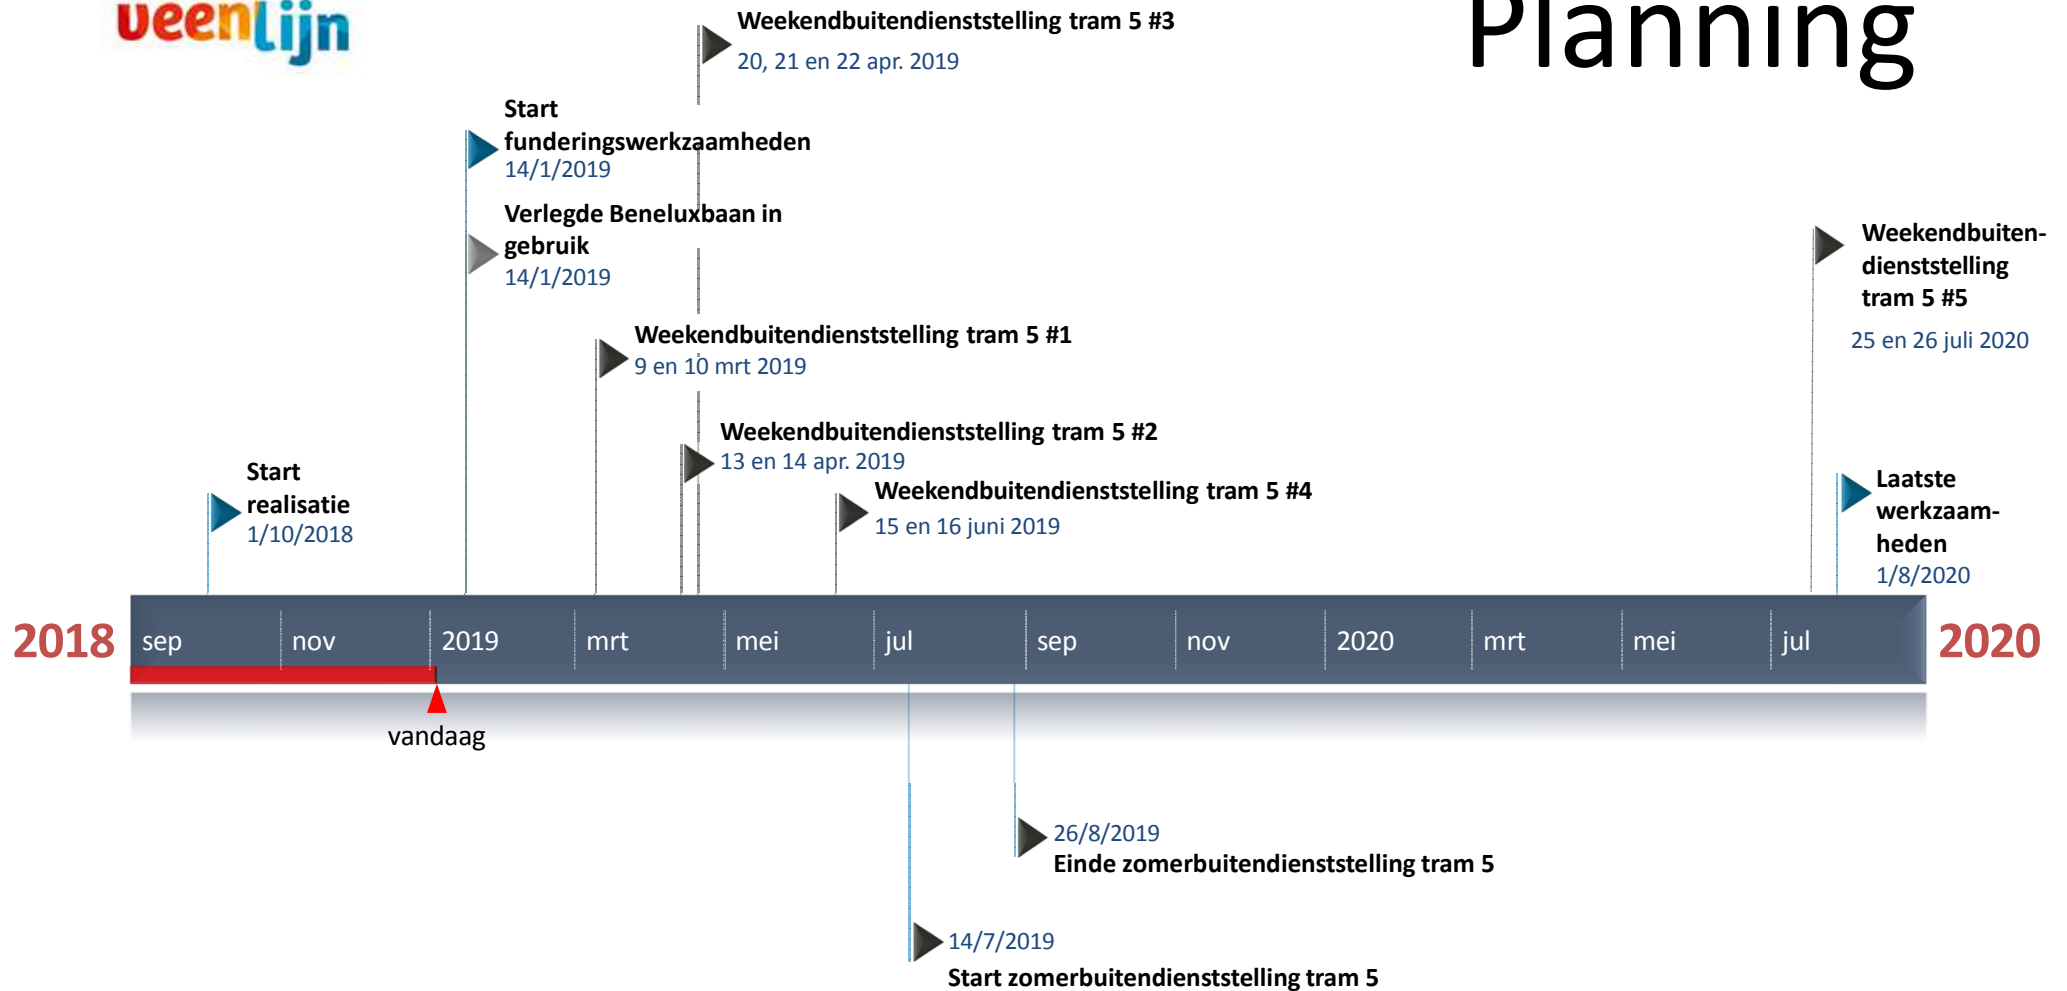 veenlijn
Planning
Weekendbuitendienststelling tram 5 #3
20, 21 en 22 apr. 2019
Start
funderingswerkzaamheden
14/1/2019
Verlegde Beneluxbaan in
gebruik
14/1/2019
Weekendbuiten-
dienststelling
tram 5 #5
25 en 26 juli 2020
Weekendbuitendienststelling tram 5 #1
9 en 10 mrt 2019
Weekendbuitendienststelling tram 5 #2
13 en 14 apr. 2019
Start
realisatie
1/10/2018
Weekendbuitendienststelling tram 5 #4
15 en 16 juni 2019
Laatste
werkzaam-
heden
1/8/2020
2018 sep nov 2019 mrt mei jul sep nov 2020 mrt mei jul 2020
vandaag
26/8/2019
Einde zomerbuitendienststelling tram 5
14/7/2019
Start zomerbuitendienststelling tram 5